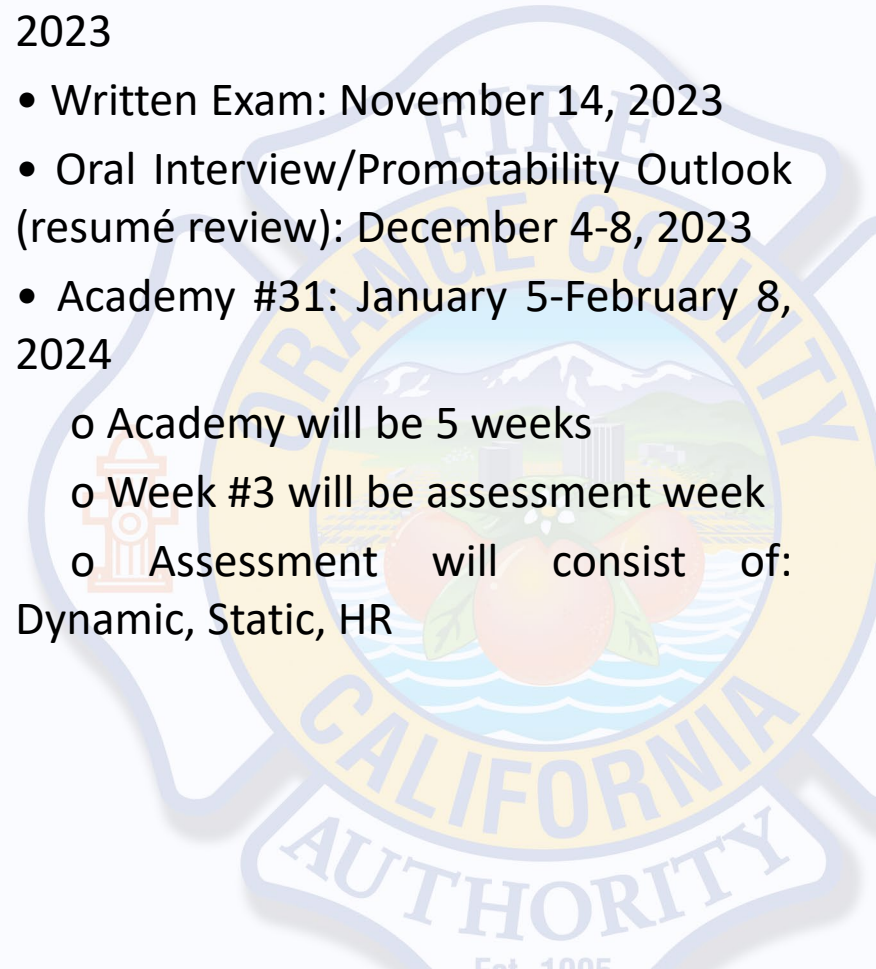 2023
• Written Exam: November 14, 2023
• Oral Interview/Promotability Outlook
(resumé review): December 4-8, 2023
• Academy #31: January 5-February 8,
2024
o Academy will be 5 weeks
o Week #3 will be assessment week
o Assessment will consist of:
Dynamic, Static, HR
FIRE
ORANGE COUNTY
CALIFORNIA
AUTHORITY
Est. 1995